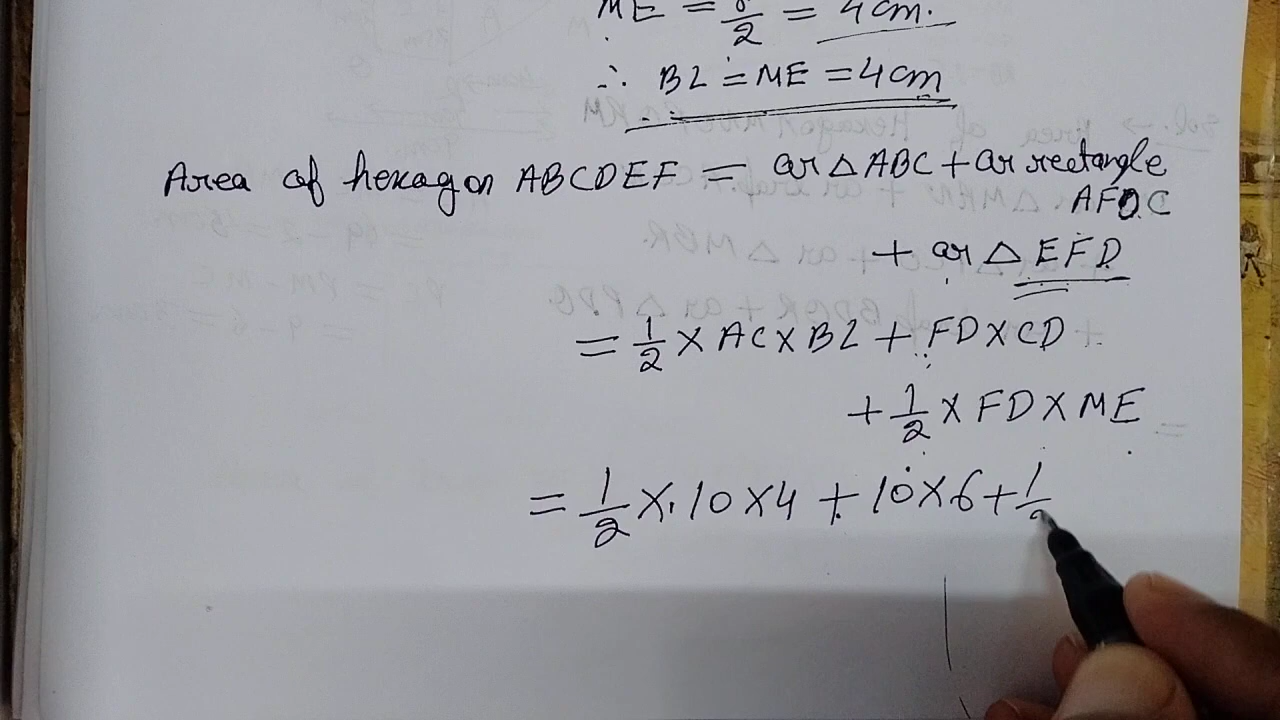 ME = 8/2 = 4cm.
∴ BL = ME = 4cm
Area of hexagon ABCDEF = ar △ ABC + ar rectangle
AFDC
+ ar △ EFD
= 1/2 × AC × BL + FD × CD
+ 1/2 × FD × ME
= 1/2 × 10 × 4 + 10 × 6 + 1/2